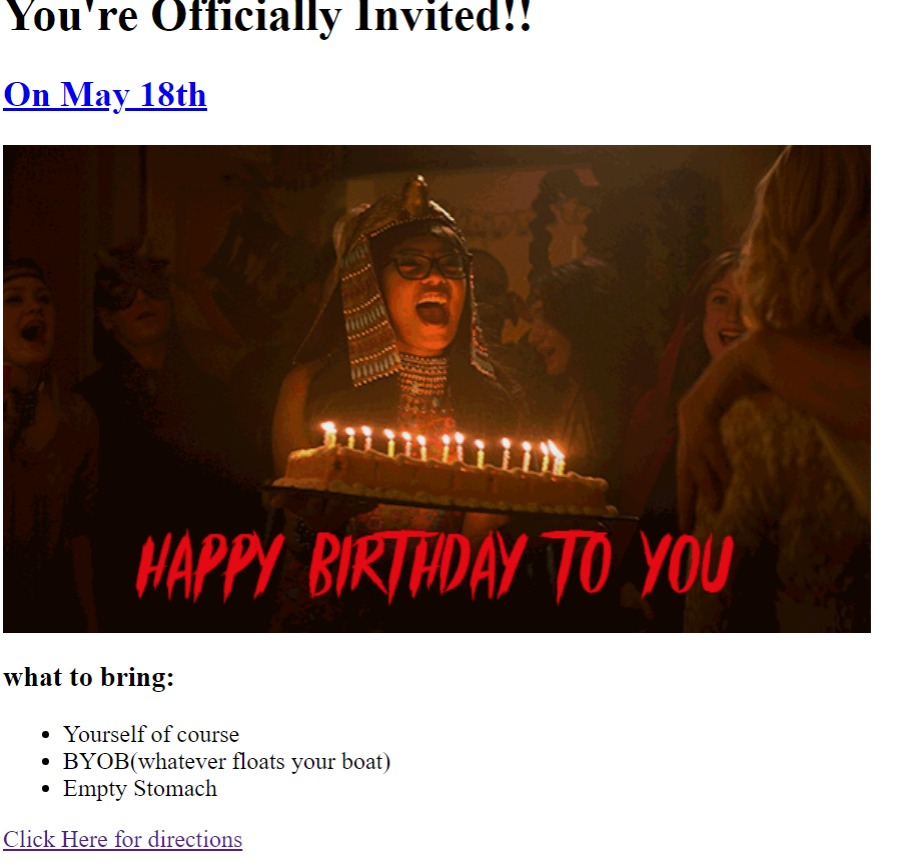 You're Officially Invited!!
On May 18th
HAPPY BIRTHDAY TO YOU
what to bring:
Yourself of course
BYOB(whatever floats your boat)
Empty Stomach
Click Here for directions